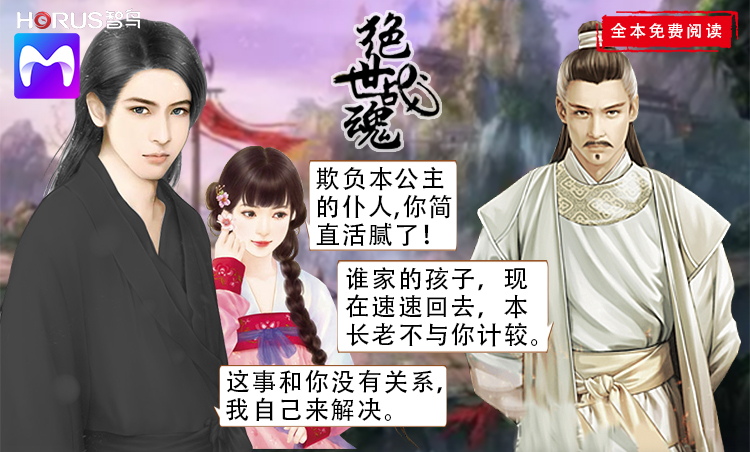 HORUS智鸟
全本免费阅读
绝世战魂
欺负本公主
的仆人,你简
直活腻了!
谁家的孩子，现
在速速回去，本
长老不与你计较。
这事和你没有关系,
我自己来解决。